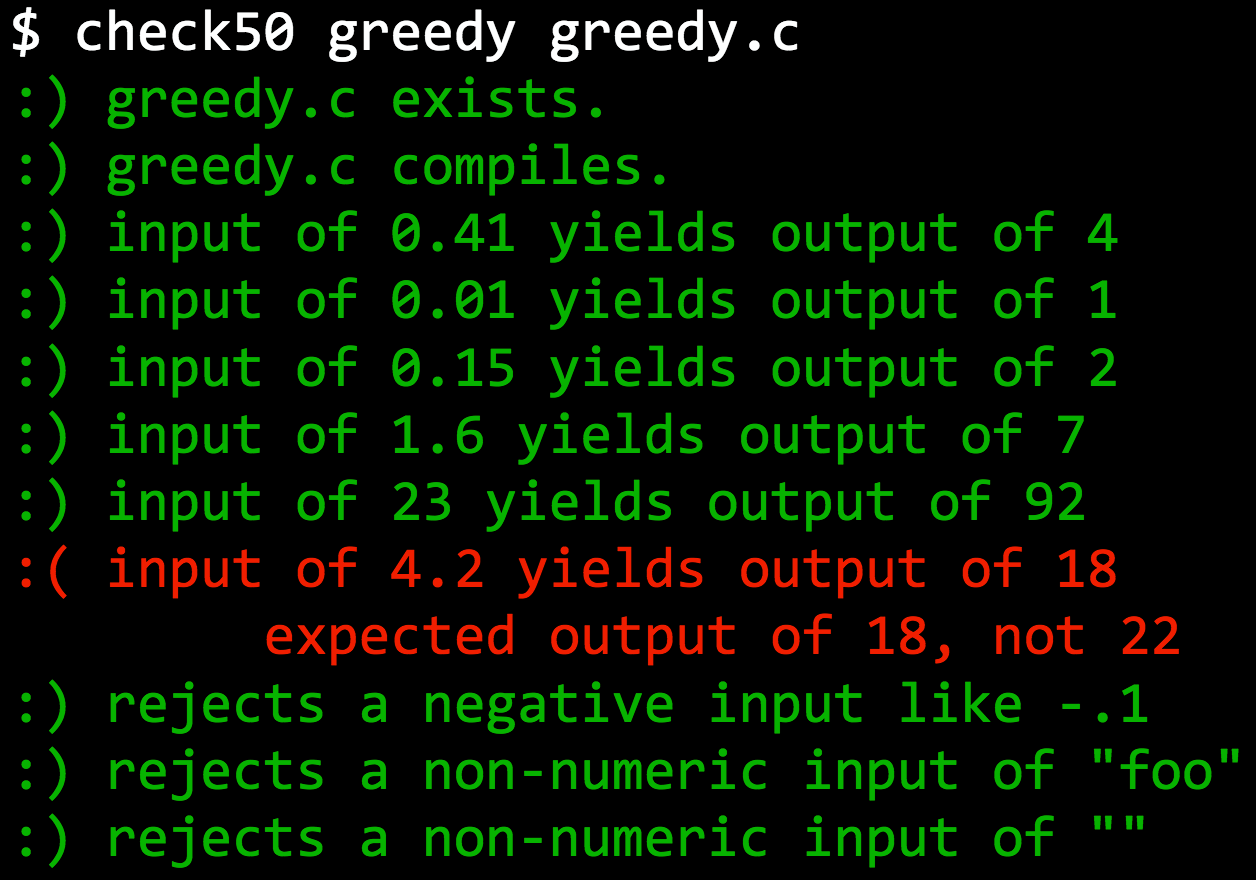 $ check50 greedy greedy.c
:) greedy.c exists.
:) greedy.c compiles.
:) input of 0.41 yields output of 4
:) input of 0.01 yields output of 1
:) input of 0.15 yields output of 2
:) input of 1.6 yields output of 7
:) input of 23 yields output of 92
:( input of 4.2 yields output of 18
expected output of 18, not 22
:) rejects a negative input like -.1
:) rejects a non-numeric input of "foo"
:) rejects a non-numeric input of ""